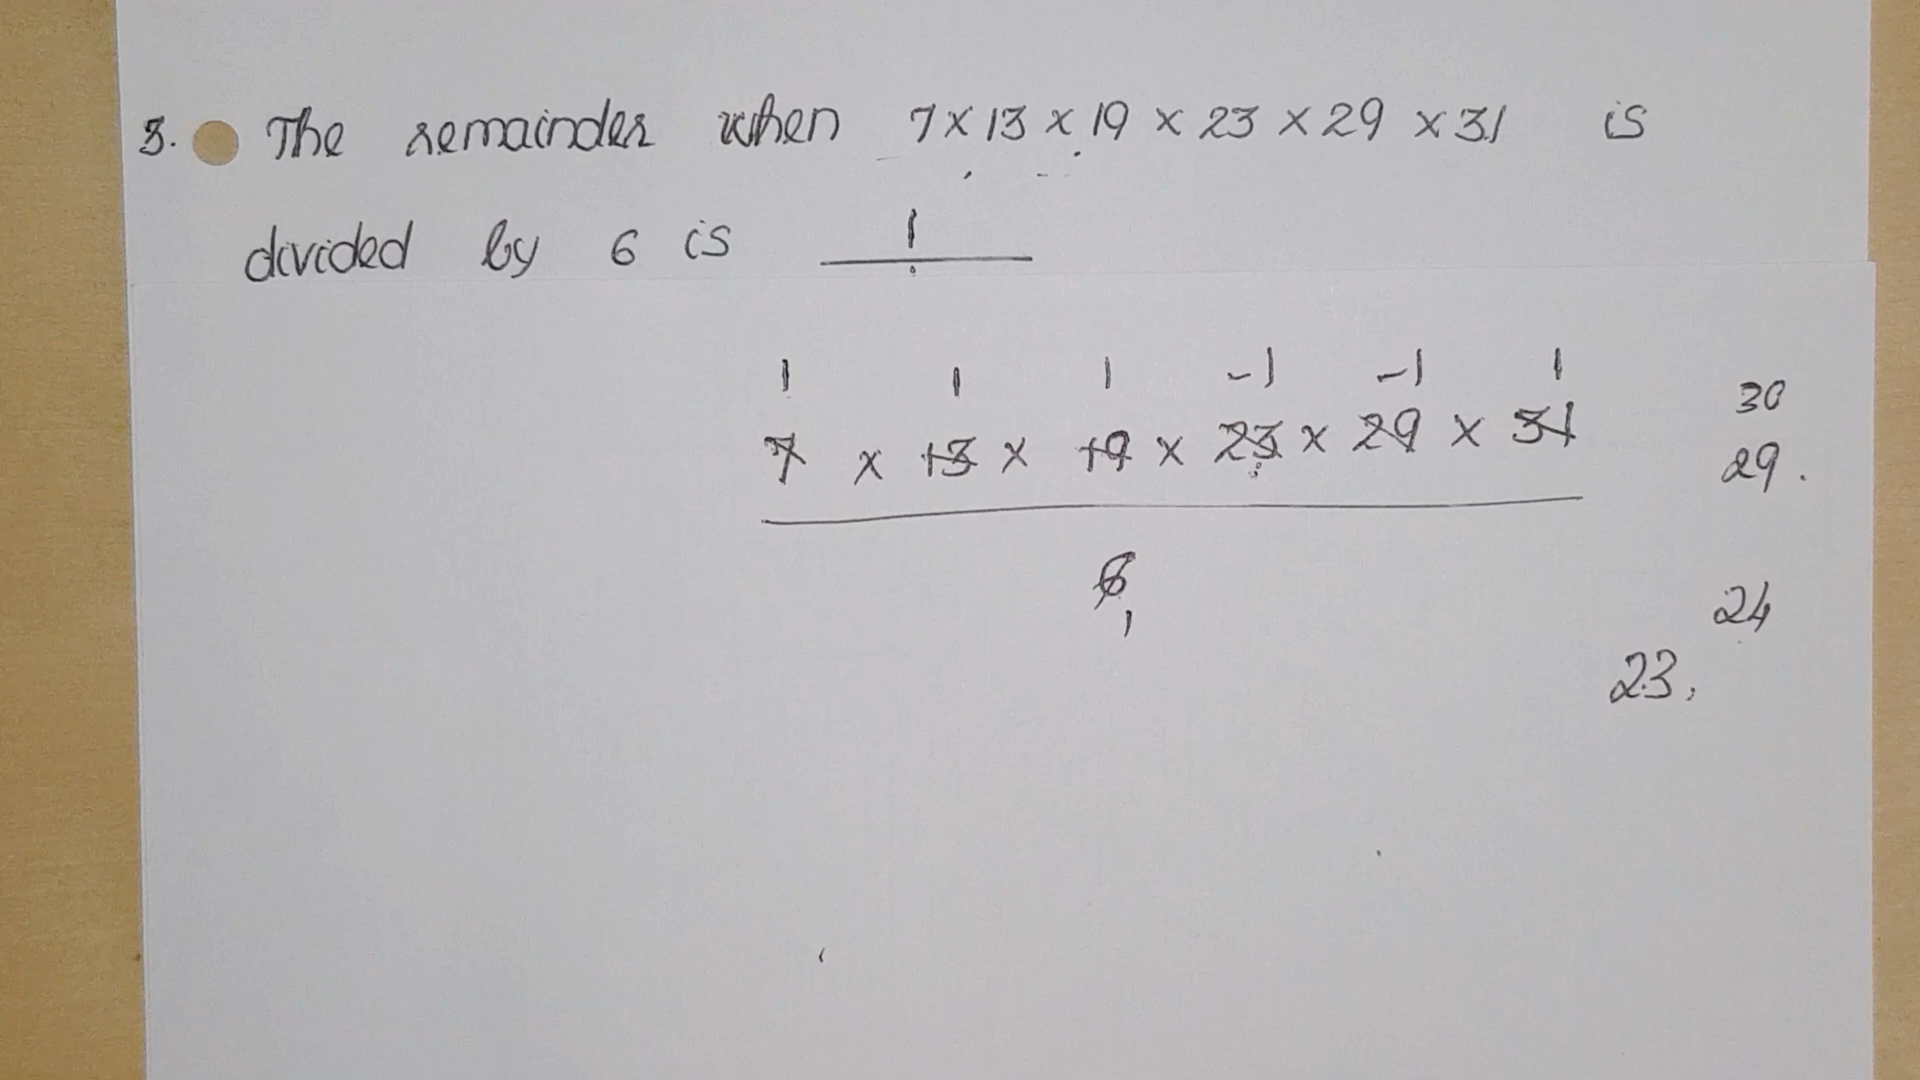 3. The remainder when 7 x 13 x 19 x 23 x 29 x 31 is
divided by 6 is 1
1 1 1 -1 -1 1
7 x 13 x 19 x 23 x 29 x 31
6
1
30
29.
24
23,